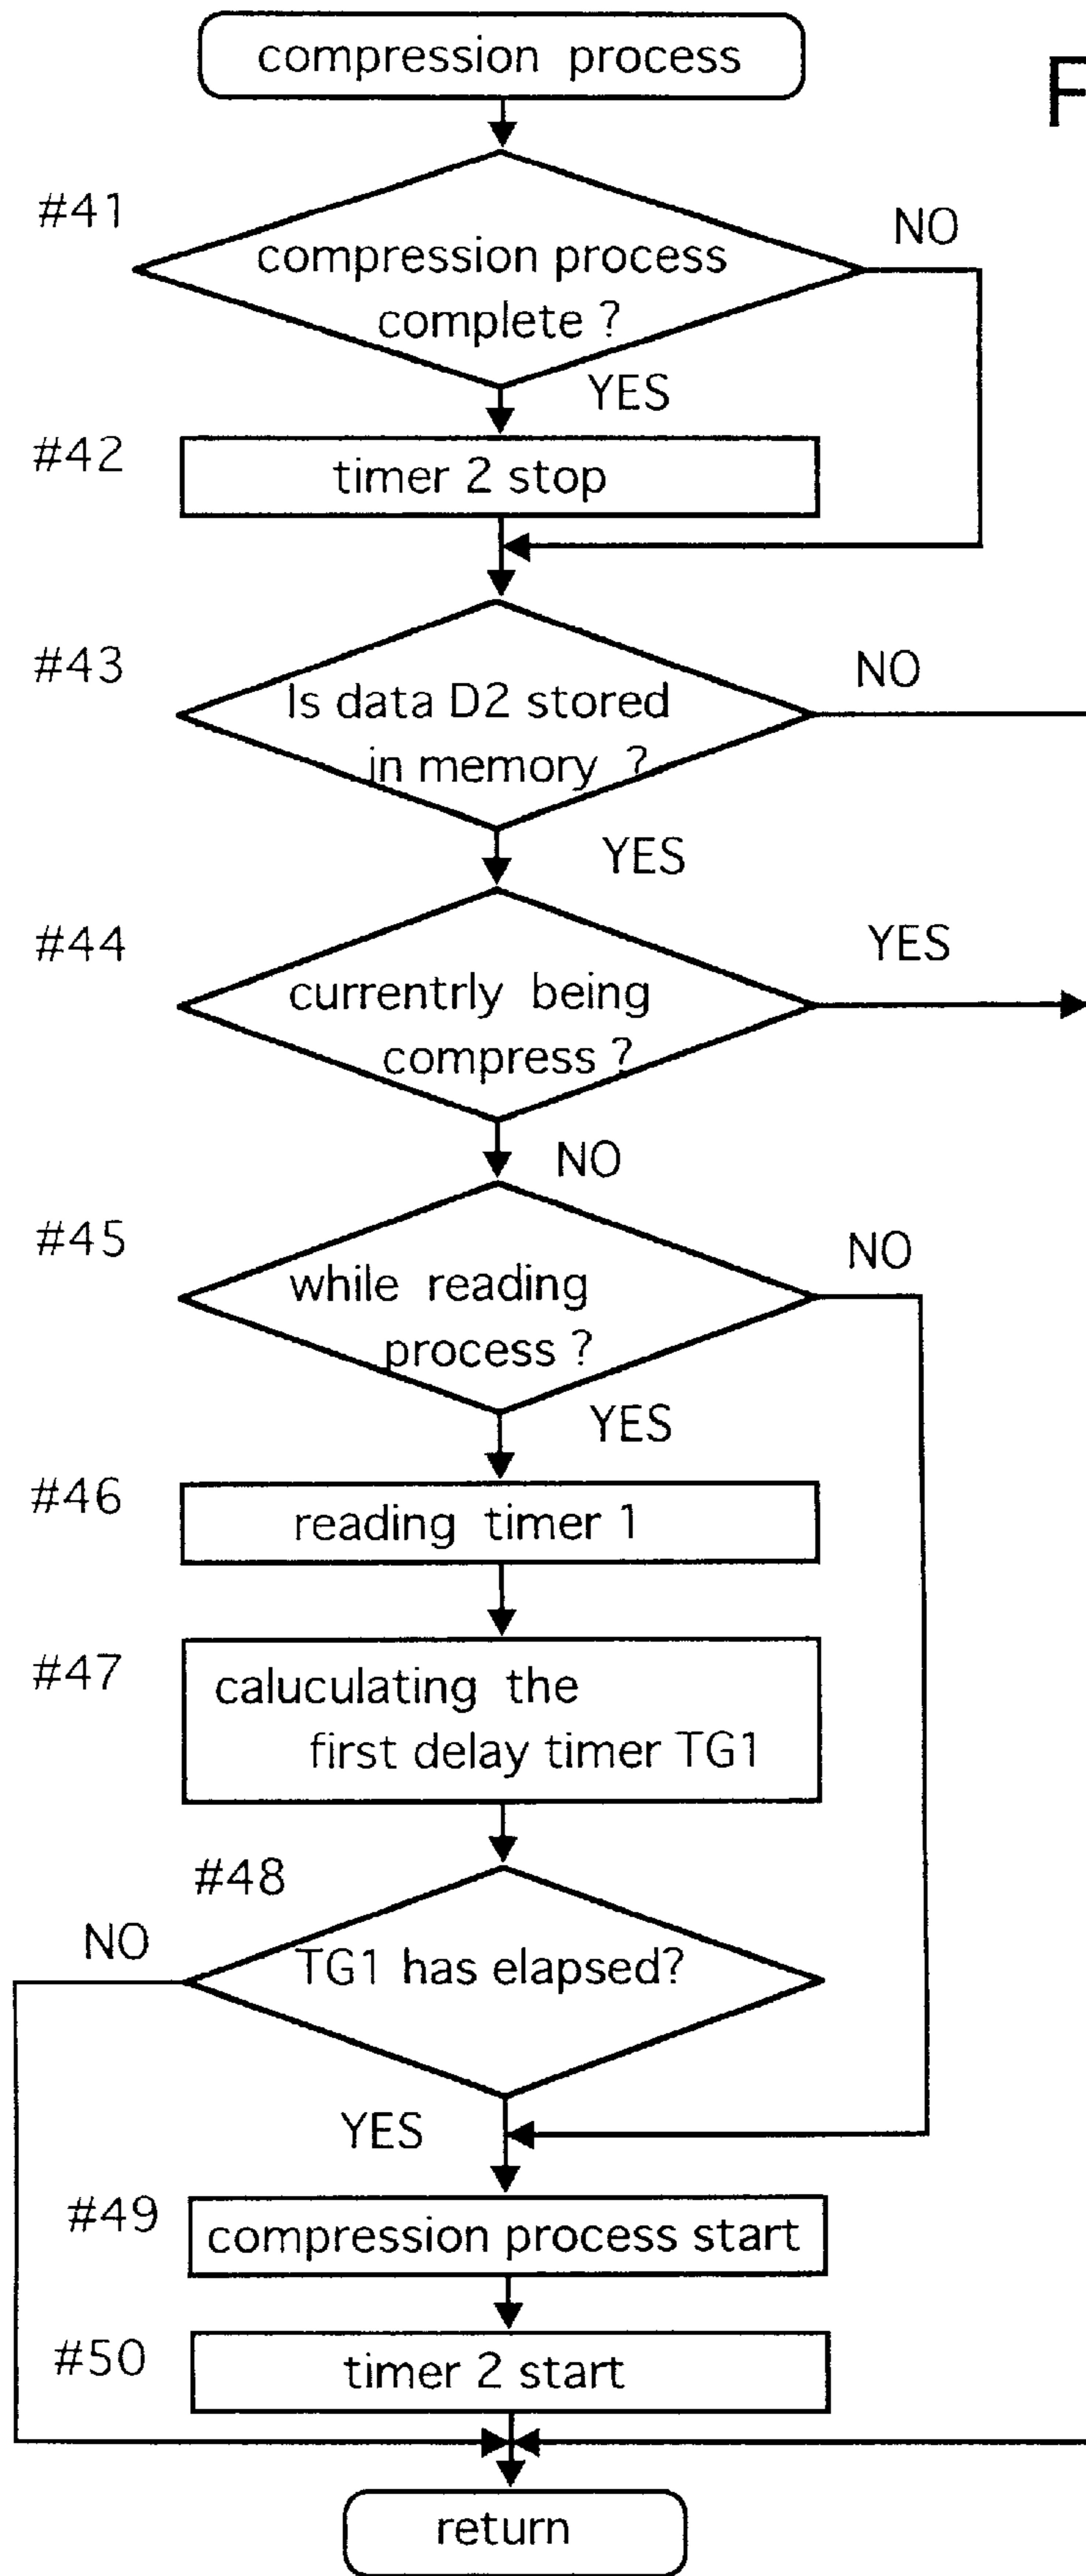 compression process
F
#41
compression process
complete ?
NO
YES
#42
timer 2 stop
#43
Is data D2 stored
in memory ?
NO
YES
#44
currentrly being
compress ?
YES
NO
#45
while reading
process ?
NO
YES
#46
reading timer 1
#47
caluculating the
first delay timer TG1
#48
NO
TG1 has elapsed?
YES
#49
compression process start
#50
timer 2 start
return